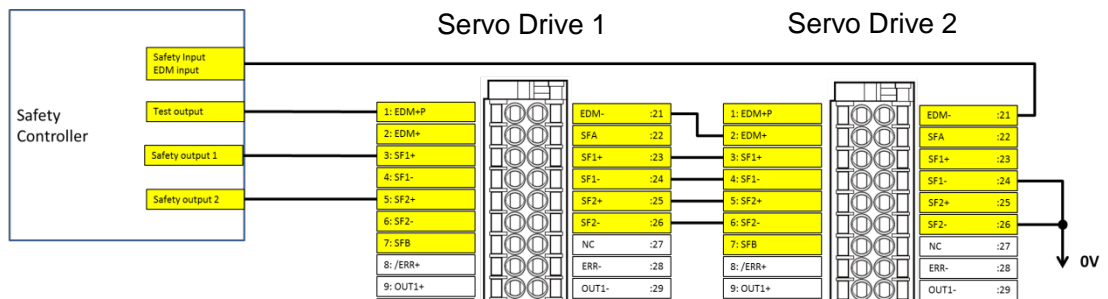 Servo Drive 1
Servo Drive 2
Safety
Controller
Safety Input
EDM input
Test output
Safety output 1
Safety output 2
1: EDM+P
2: EDM+
3: SF1+
4: SF1-
5: SF2+
6: SF2-
7: SFB
8: /ERR+
9: OUT1+
EDM- :21
SFA :22
SF1+ :23
SF1- :24
SF2+ :25
SF2- :26
NC :27
ERR- :28
OUT1- :29
1: EDM+P
2: EDM+
3: SF1+
4: SF1-
5: SF2+
6: SF2-
7: SFB
8: /ERR+
9: OUT1+
EDM- :21
SFA :22
SF1+ :23
SF1- :24
SF2+ :25
SF2- :26
NC :27
ERR- :28
OUT1- :29
0V